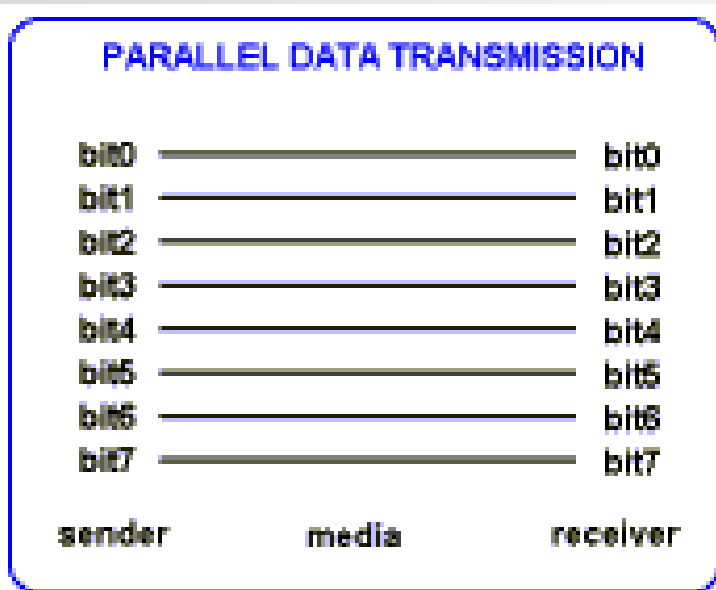 PARALLEL DATA TRANSMISSION
bit0 bit0
bit1 bit1
bit2 bit2
bit3 bit3
bit4 bit4
bit5 bit5
bit6 bit6
bit7 bit7
sender media receiver